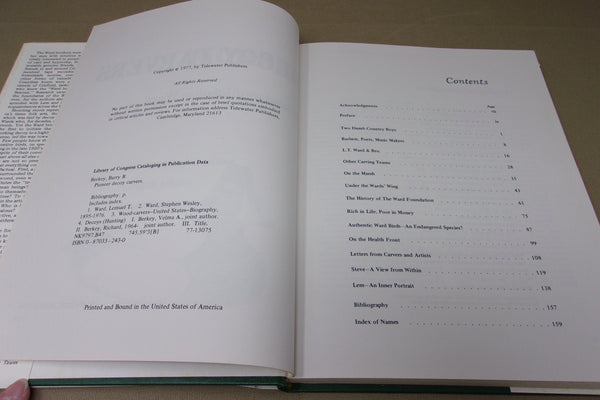 Copyright © 1977, by Tidewater Publishers
All Rights Reserved
No part of this book may be used or reproduced in any manner whatsoever
without written permission except in the case of brief quotations embodied
in critical articles and reviews. For information address Tidewater Publishers,
Cambridge, Maryland 21613
Library of Congress Cataloging in Publication Data
Berkey, Barry R
Pioneer decoy carvers.
Bibliography: p.
Includes index.
1. Ward, Lemuel T. 2. Ward, Stephen Wesley,
1895-1976. 3. Wood-carvers—United States—Biography.
4. Decoys (Hunting) I. Berkey, Velma A., joint author.
II. Berkey, Richard, 1964- joint author. III. Title.
NK9797.B47 745.59'3[B] 77-13075
ISBN 0-87033-243-0
Printed and Bound in the United States of America
Contents
Page
Acknowledgments vii
Preface ix
Two Dumb Country Boys 1
Barbers, Poets, Music Makers 8
L.T. Ward & Bro. 16
Other Carving Teams 28
On the Marsh
Under the Wards' Wing 41
The History of The Ward Foundation 61
Rich in Life, Poor in Money 75
Authentic Ward Birds—An Endangered Species? 87
On the Health Front 99
Letters from Carvers and Artists 108
Steve—A View from Within 119
Lem—An Inner Portrait 138
Bibliography 157
Index of Names 159